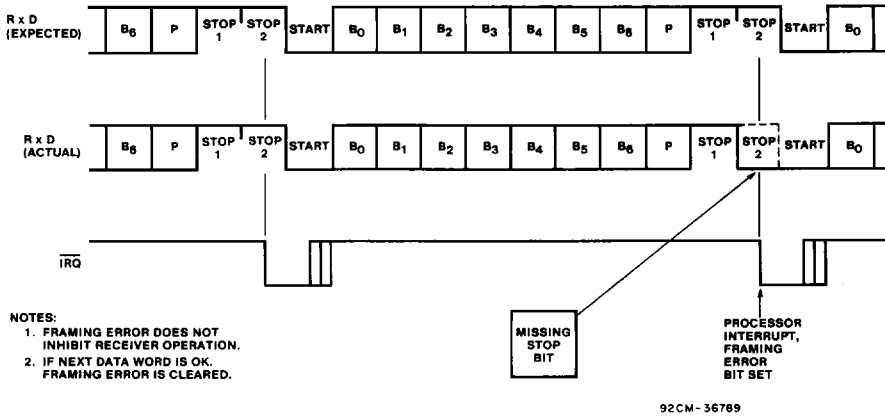 R x D
(EXPECTED)
B6 P STOP 1 STOP 2 START B0 B1 B2 B3 B4 B5 B6 P STOP 1 STOP 2 START B0
R x D
(ACTUAL)
B6 P STOP 1 STOP 2 START B0 B1 B2 B3 B4 B5 B6 P STOP 1 STOP 2 START B0
IRQ
NOTES:
1. FRAMING ERROR DOES NOT
INHIBIT RECEIVER OPERATION.
2. IF NEXT DATA WORD IS OK.
FRAMING ERROR IS CLEARED.
MISSING
STOP
BIT
PROCESSOR
INTERRUPT,
FRAMING
ERROR
BIT SET
92CM-36789